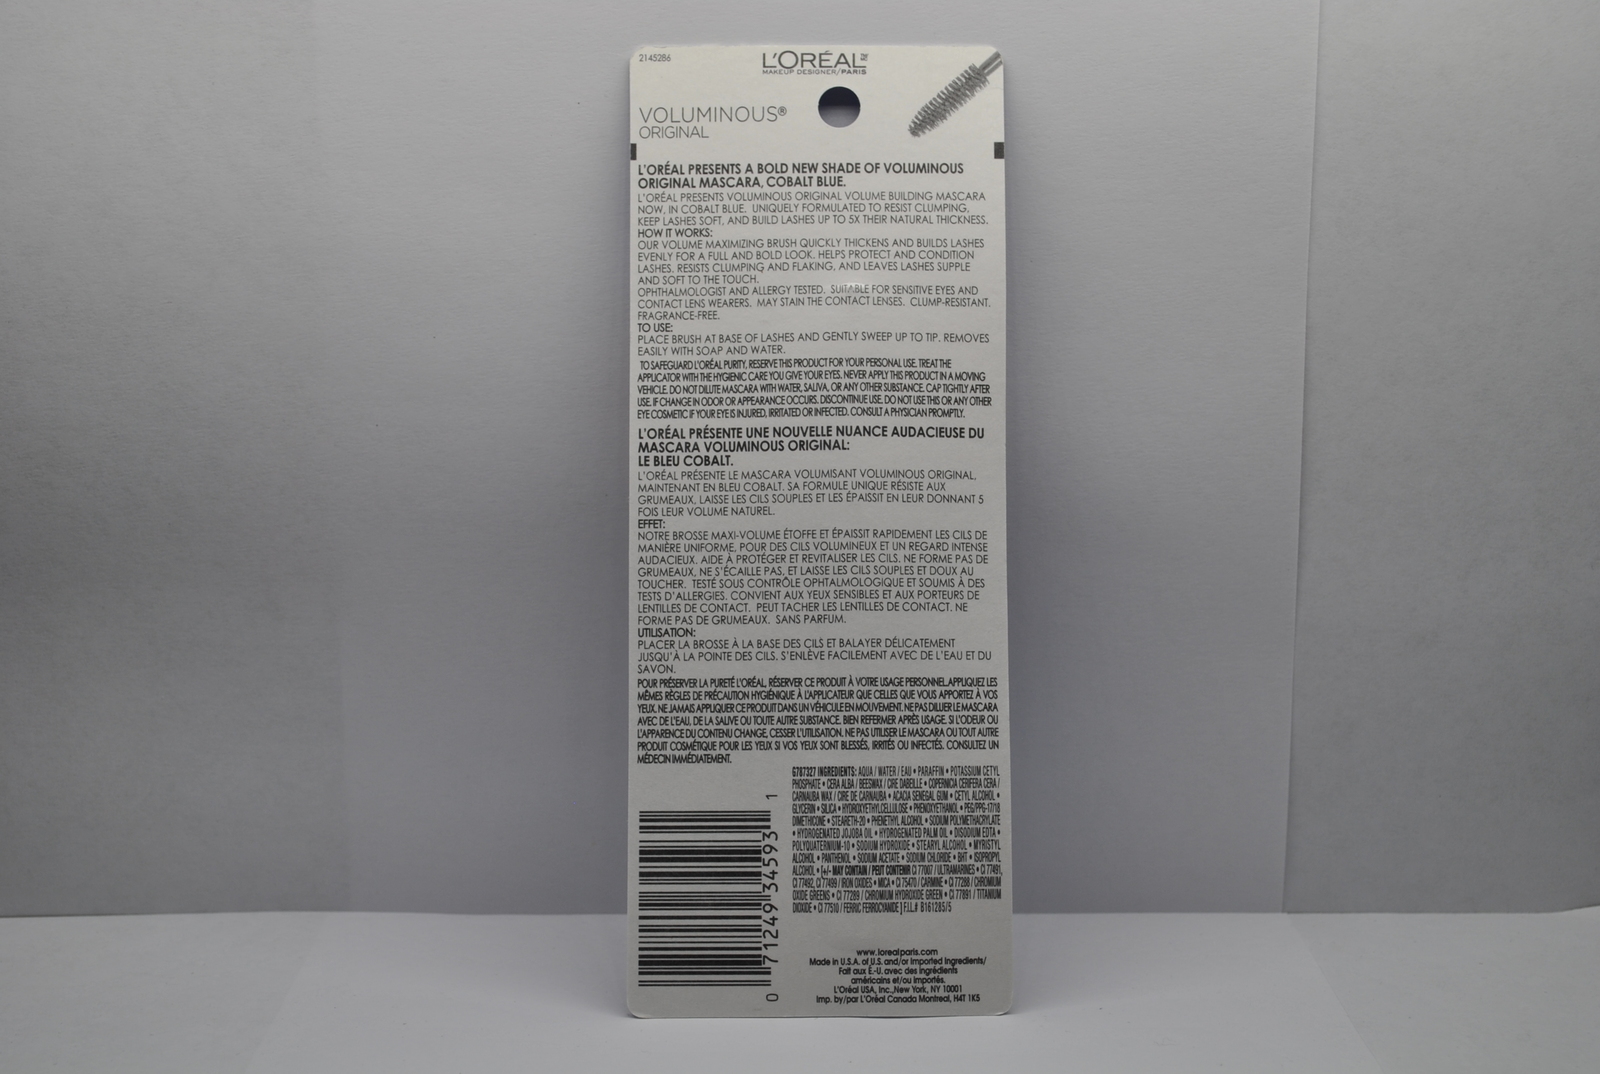 2145286
L'ORÉAL
MAKEUP DESIGNER/PARIS
VOLUMINOUS®
ORIGINAL
L'ORÉAL PRESENTS A BOLD NEW SHADE OF VOLUMINOUS
ORIGINAL MASCARA, COBALT BLUE.
L'ORÉAL PRESENTS VOLUMINOUS ORIGINAL VOLUME BUILDING MASCARA
NOW, IN COBALT BLUE. UNIQUELY FORMULATED TO RESIST CLUMPING,
KEEP LASHES SOFT, AND BUILD LASHES UP TO 5X THEIR NATURAL THICKNESS.
HOW IT WORKS:
OUR VOLUME MAXIMIZING BRUSH QUICKLY THICKENS AND BUILDS LASHES
EVENLY FOR A FULL AND BOLD LOOK. HELPS PROTECT AND CONDITION
LASHES. RESISTS CLUMPING AND FLAKING, AND LEAVES LASHES SUPPLE
AND SOFT TO THE TOUCH.
OPHTHALMOLOGIST AND ALLERGY TESTED. SUITABLE FOR SENSITIVE EYES AND
CONTACT LENS WEARERS. MAY STAIN THE CONTACT LENSES. CLUMP-RESISTANT.
FRAGRANCE-FREE.
TO USE:
PLACE BRUSH AT BASE OF LASHES AND GENTLY SWEEP UP TO TIP. REMOVES
EASILY WITH SOAP AND WATER.
TO SAFEGUARD L'ORÉAL PURITY, RESERVE THIS PRODUCT FOR YOUR PERSONAL USE. TREAT THE
APPLICATOR WITH THE HYGIENIC CARE YOU GIVE YOUR EYES. NEVER APPLY THIS PRODUCT IN A MOVING
VEHICLE. DO NOT DILUTE MASCARA WITH WATER, SALIVA, OR ANY OTHER SUBSTANCE. CAP TIGHTLY AFTER
USE. IF CHANGE IN ODOR OR APPEARANCE OCCURS, DISCONTINUE USE. DO NOT USE THIS OR ANY OTHER
EYE COSMETIC IF YOUR EYE IS INJURED, IRRITATED OR INFECTED. CONSULT A PHYSICIAN PROMPTLY.
L'ORÉAL PRÉSENTE UNE NOUVELLE NUANCE AUDACIEUSE DU
MASCARA VOLUMINOUS ORIGINAL:
LE BLEU COBALT.
L'ORÉAL PRÉSENTE LE MASCARA VOLUMISANT VOLUMINOUS ORIGINAL,
MAINTENANT EN BLEU COBALT. SA FORMULE UNIQUE RÉSISTE AUX
GRUMEAUX, LAISSE LES CILS SOUPLES ET LES ÉPAISSIT EN LEUR DONNANT 5
FOIS LEUR VOLUME NATUREL.
EFFET:
NOTRE BROSSE MAXI-VOLUME ÉTOFFE ET ÉPAISSIT RAPIDEMENT LES CILS DE
MANIÈRE UNIFORME, POUR DES CILS VOLUMINEUX ET UN REGARD INTENSE
AUDACIEUX. AIDE À PROTÉGER ET REVITALISER LES CILS. NE FORME PAS DE
GRUMEAUX, NE S'ÉCAILLE PAS, ET LAISSE LES CILS SOUPLES ET DOUX AU
TOUCHER. TESTÉ SOUS CONTRÔLE OPHTALMOLOGIQUE ET SOUMIS À DES
TESTS D'ALLERGIES. CONVIENT AUX YEUX SENSIBLES ET AUX PORTEURS DE
LENTILLES DE CONTACT. PEUT TACHER LES LENTILLES DE CONTACT. NE
FORME PAS DE GRUMEAUX. SANS PARFUM.
UTILISATION:
PLACER LA BROSSE À LA BASE DES CILS ET BALAYER DÉLICATEMENT
JUSQU'À LA POINTE DES CILS. S'ENLÈVE FACILEMENT AVEC DE L'EAU ET DU
SAVON.
POUR PRÉSERVER LA PURETÉ L'ORÉAL, RÉSERVER CE PRODUIT À VOTRE USAGE PERSONNEL.APPLIQUEZ LES
MÊMES RÈGLES DE PRÉCAUTION HYGIÉNIQUE À L'APPLICATEUR QUE CELLES QUE VOUS APPORTEZ À VOS
YEUX. NE JAMAIS APPLIQUER CE PRODUIT DANS UN VÉHICULE EN MOUVEMENT. NE PAS DILUER LE MASCARA
AVEC DE L'EAU, DE LA SALIVE OU TOUTE AUTRE SUBSTANCE. BIEN REFERMER APRÈS USAGE. SI L'ODEUR OU
L'APPARENCE DU CONTENU CHANGE, CESSER L'UTILISATION. NE PAS UTILISER LE MASCARA OU TOUT AUTRE
PRODUIT COSMÉTIQUE POUR LES YEUX SI VOS YEUX SONT BLESSÉS, IRRITÉS OU INFECTÉS. CONSULTEZ UN
MÉDECIN IMMÉDIATEMENT.
G787327 INGREDIENTS: AQUA / WATER / EAU • PARAFFIN • POTASSIUM CETYL
PHOSPHATE • CERA ALBA / BEESWAX / CIRE DABEILLE • COPERNICIA CERIFERA CERA /
CARNAUBA WAX / CIRE DE CARNAUBA • ACACIA SENEGAL GUM • CETYL ALCOHOL •
GLYCERIN • SILICA • HYDROXYETHYLCELLULOSE • PHENOXYETHANOL • PEG/PPG-17/18
DIMETHICONE • STEARETH-20 • PHENETHYL ALCOHOL • SODIUM POLYMETHACRYLATE
• HYDROGENATED JOJOBA OIL • HYDROGENATED PALM OIL • DISODIUM EDTA •
POLYQUATERNIUM-10 • SODIUM HYDROXIDE • STEARYL ALCOHOL • MYRISTYL
ALCOHOL • PANTHENOL • SODIUM ACETATE • SODIUM CHLORIDE • BHT • ISOPROPYL
ALCOHOL • [+/- MAY CONTAIN / PEUT CONTENIR CI 77007 / ULTRAMARINES • CI 77491,
CI 77492, CI 77499 / IRON OXIDES • MICA • CI 75470 / CARMINE • CI 77288 / CHROMIUM
OXIDE GREENS • CI 77289 / CHROMIUM HYDROXIDE GREEN • CI 77891 / TITANIUM
DIOXIDE • CI 77510 / FERRIC FERROCYANIDE ] F.I.L.# B161285/5
0 71249 34593 1
www.lorealparis.com
Made in U.S.A. of U.S. and/or Imported Ingredients/
Fait aux É.-U. avec des ingrédients
américains et/ou importés.
L'Oréal USA, Inc., New York, NY 10001
Imp. by/par L'Oréal Canada Montreal, H4T 1K5